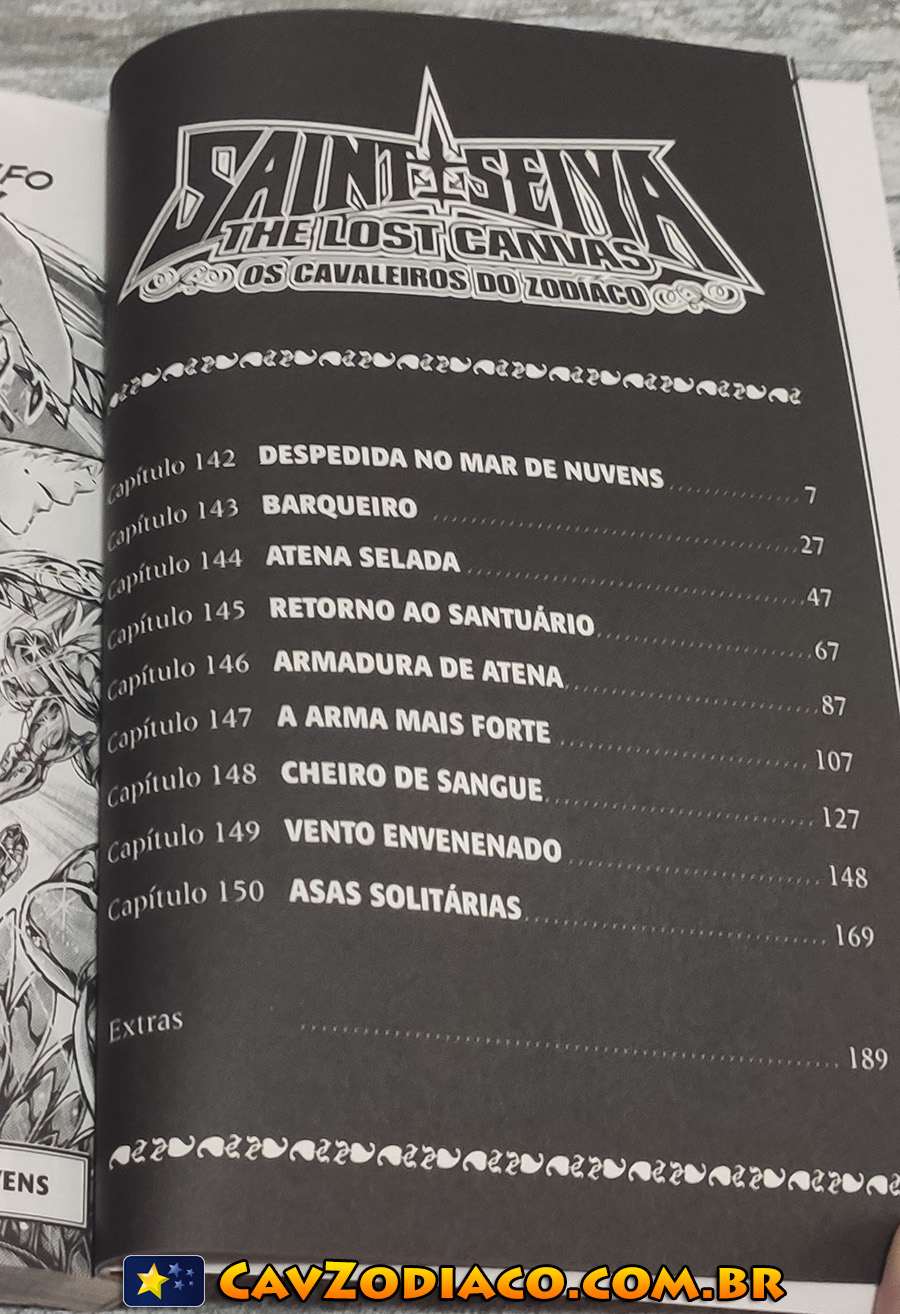 SAINT SEIYA
THE LOST CANVAS
OS CAVALEIROS DO ZODÍACO
Capítulo 142 DESPEDIDA NO MAR DE NUVENS 7
Capítulo 143 BARQUEIRO 27
Capítulo 144 ATENA SELADA 47
Capítulo 145 RETORNO AO SANTUÁRIO 67
Capítulo 146 ARMADURA DE ATENA 87
Capítulo 147 A ARMA MAIS FORTE 107
Capítulo 148 CHEIRO DE SANGUE 127
Capítulo 149 VENTO ENVENENADO 148
Capítulo 150 ASAS SOLITÁRIAS 169
Extras 189
CAVZODIACO.COM.BR